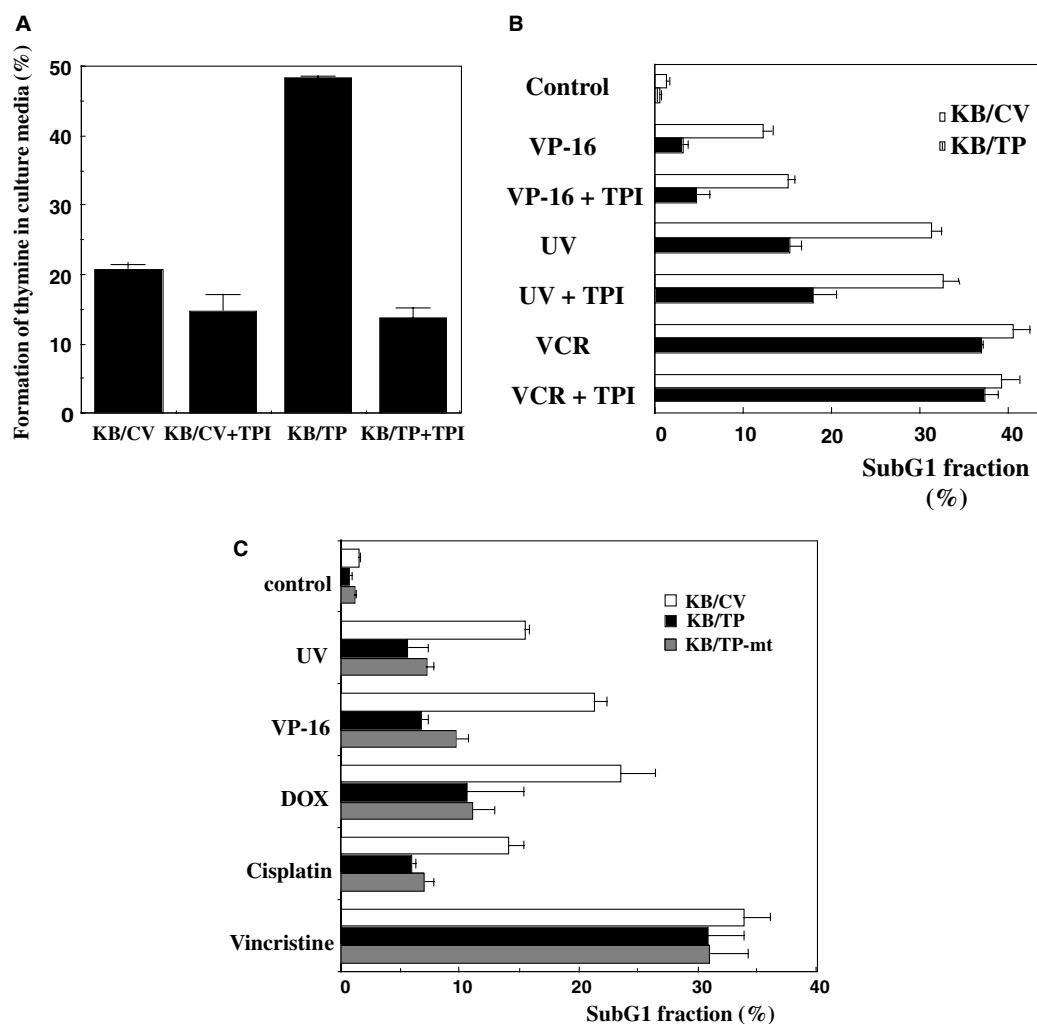 A
Formation of thymine in culture media (%)
50
40
30
20
10
0
KB/CV
KB/CV+TPI
KB/TP
KB/TP+TPI
B
Control
VP-16
VP-16 + TPI
UV
UV + TPI
VCR
VCR + TPI
KB/CV
KB/TP
0
10
20
30
40
SubG1 fraction
(%)
C
control
UV
VP-16
DOX
Cisplatin
Vincristine
KB/CV
KB/TP
KB/TP-mt
0
10
20
30
40
SubG1 fraction (%)